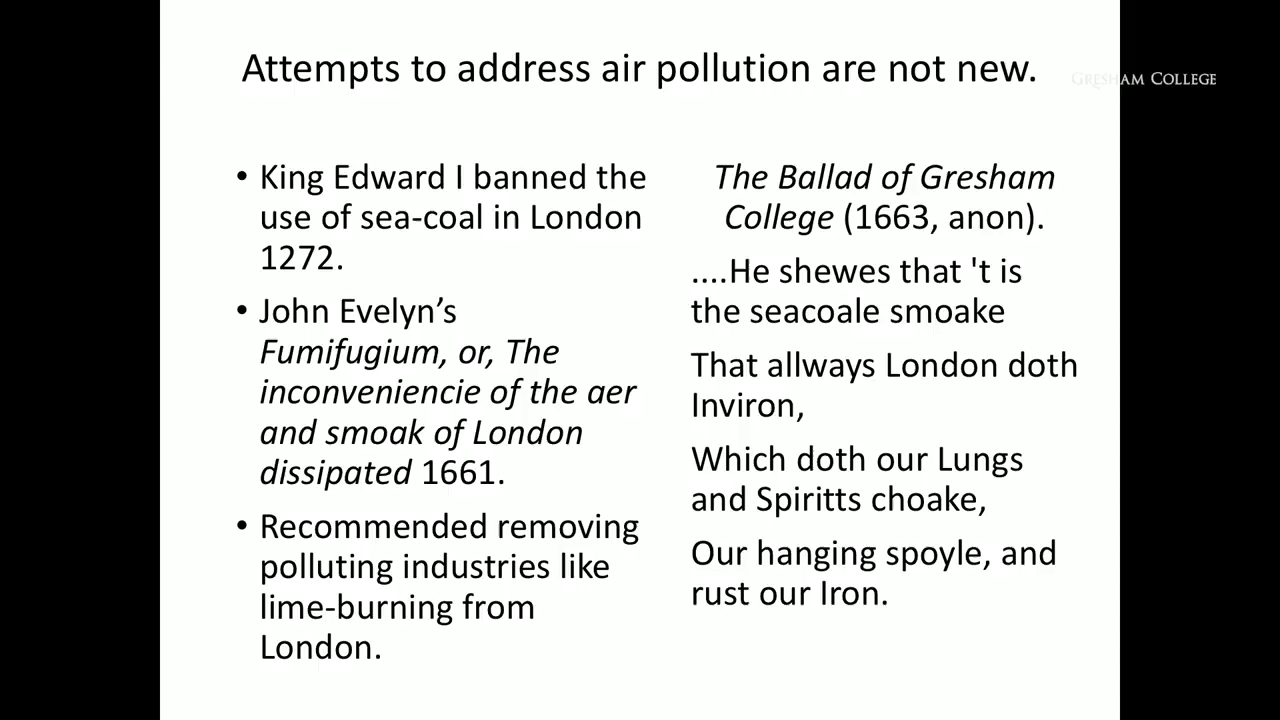 Attempts to address air pollution are not new.
GRESHAM COLLEGE
• King Edward I banned the
use of sea-coal in London
1272.
• John Evelyn’s
Fumifugium, or, The
inconveniencie of the aer
and smoak of London
dissipated 1661.
• Recommended removing
polluting industries like
lime-burning from
London.
The Ballad of Gresham
College (1663, anon).
....He shewes that 't is
the seacoale smoake
That allways London doth
Inviron,
Which doth our Lungs
and Spiritts choake,
Our hanging spoyle, and
rust our Iron.